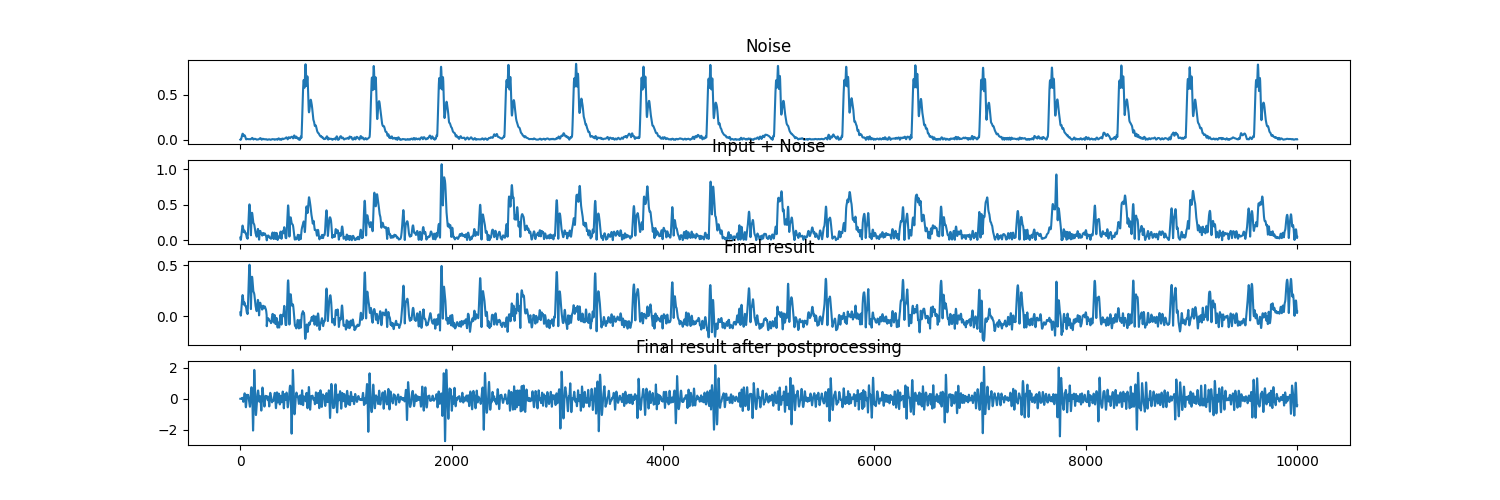 Noise
0.5
0.0
Input + Noise
1.0
0.5
0.0
Final result
0.5
0.0
Final result after postprocessing
2
0
−2
0 2000 4000 6000 8000 10000